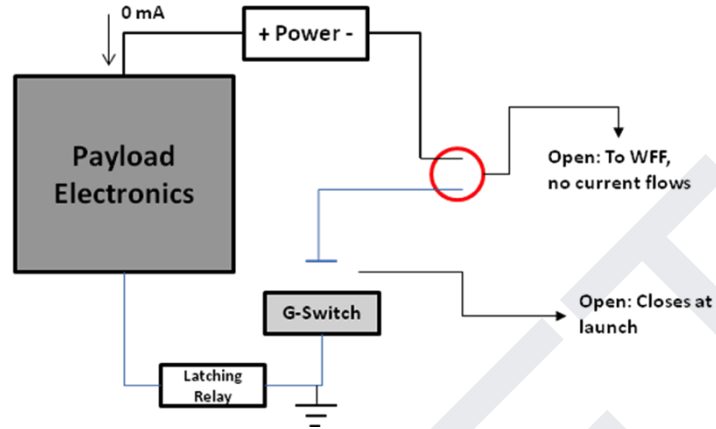 0 mA
+ Power -
Payload
Electronics
Open: To WFF,
no current flows
G-Switch
Open: Closes at
launch
Latching
Relay